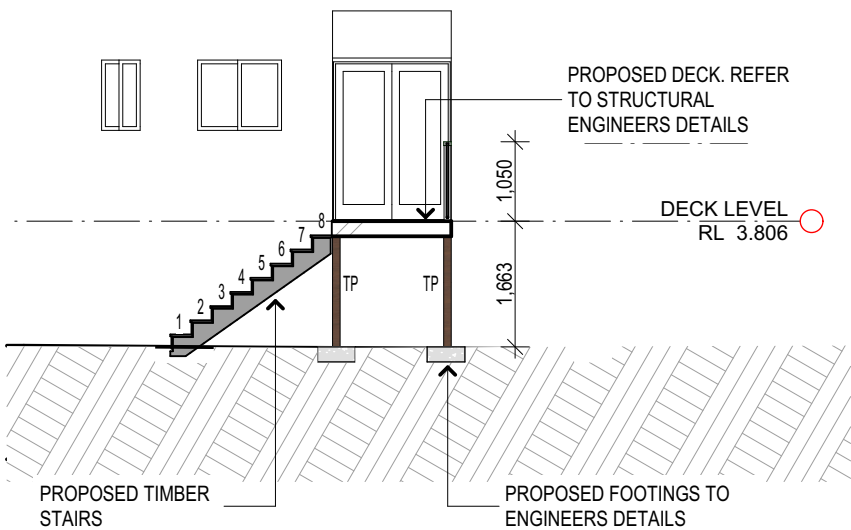 PROPOSED DECK. REFER
TO STRUCTURAL
ENGINEERS DETAILS
1,050
DECK LEVEL
RL 3.806
8
7
6
5
4
3
2
1
TP
TP
1,663
PROPOSED TIMBER
STAIRS
PROPOSED FOOTINGS TO
ENGINEERS DETAILS